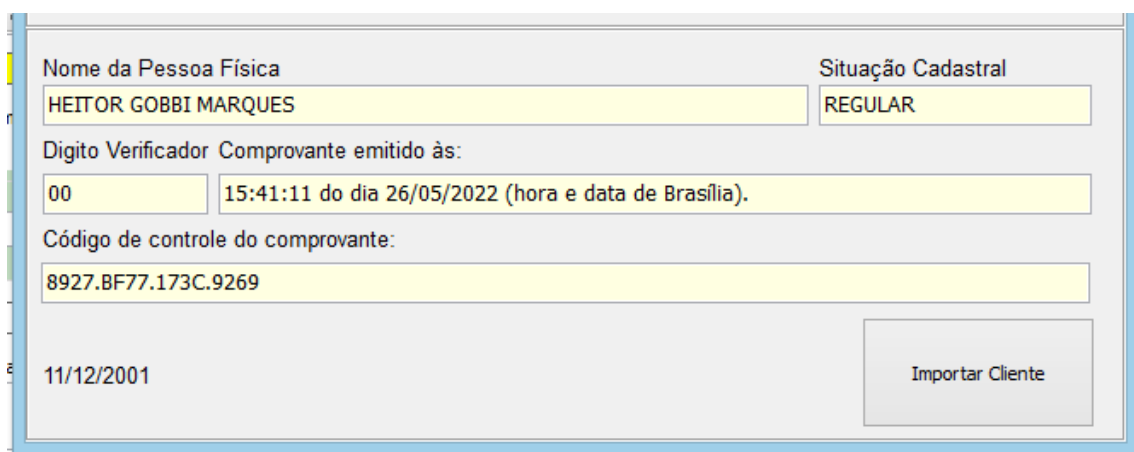 Nome da Pessoa Física Situação Cadastral
HEITOR GOBBI MARQUES REGULAR
Digito Verificador Comprovante emitido às:
00 15:41:11 do dia 26/05/2022 (hora e data de Brasília).
Código de controle do comprovante:
8927.BF77.173C.9269
11/12/2001 Importar Cliente